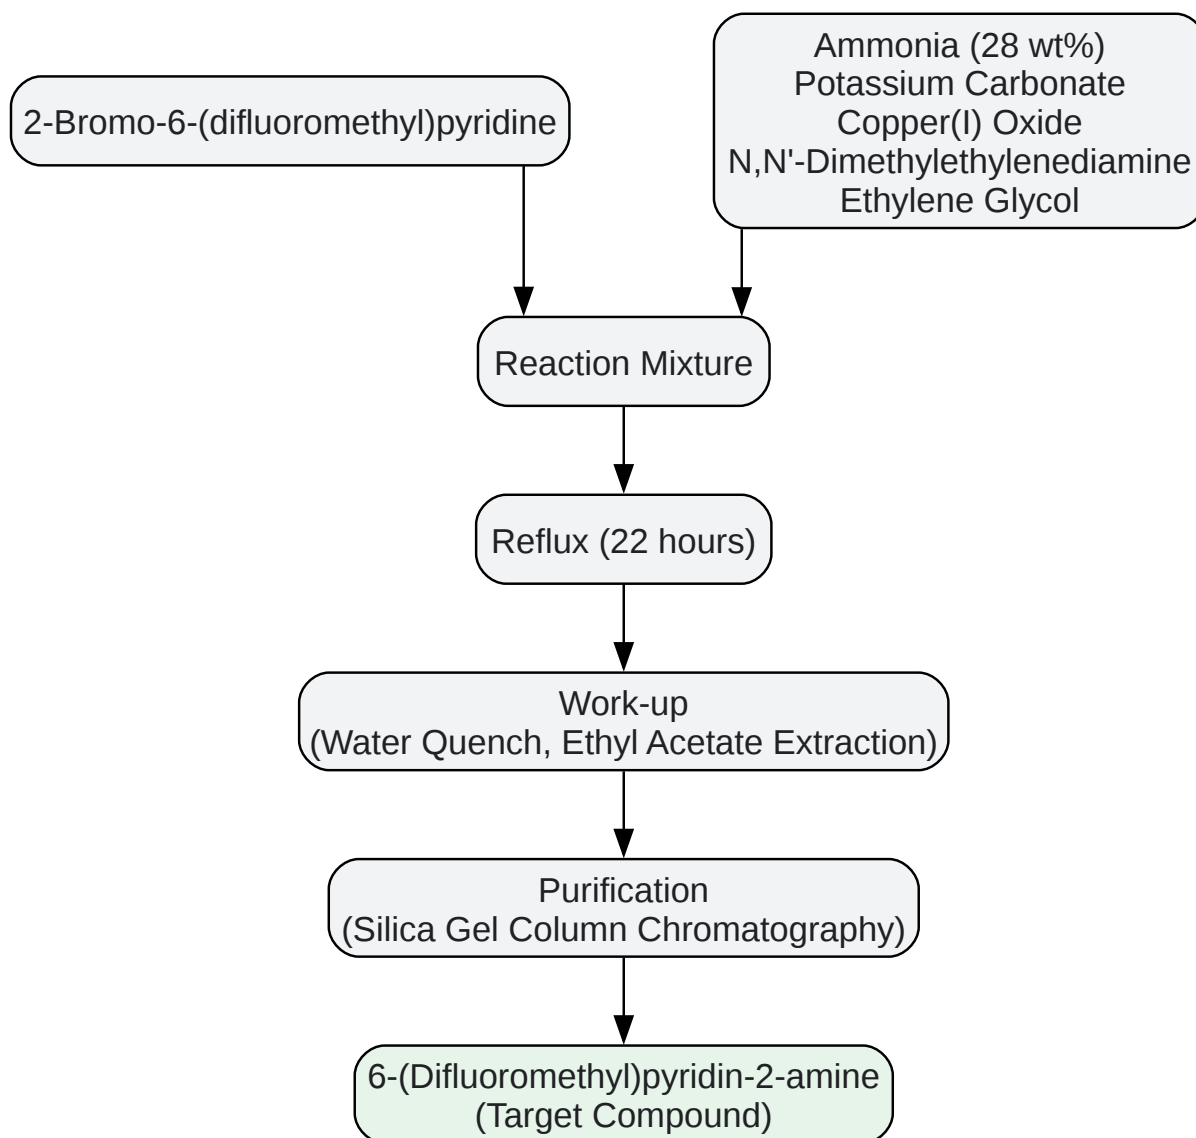 2-Bromo-6-(difluoromethyl)pyridine
Ammonia (28 wt%)
Potassium Carbonate
Copper(I) Oxide
N,N'-Dimethylethylenediamine
Ethylene Glycol
Reaction Mixture
Reflux (22 hours)
Work-up
(Water Quench, Ethyl Acetate Extraction)
Purification
(Silica Gel Column Chromatography)
6-(Difluoromethyl)pyridin-2-amine
(Target Compound)